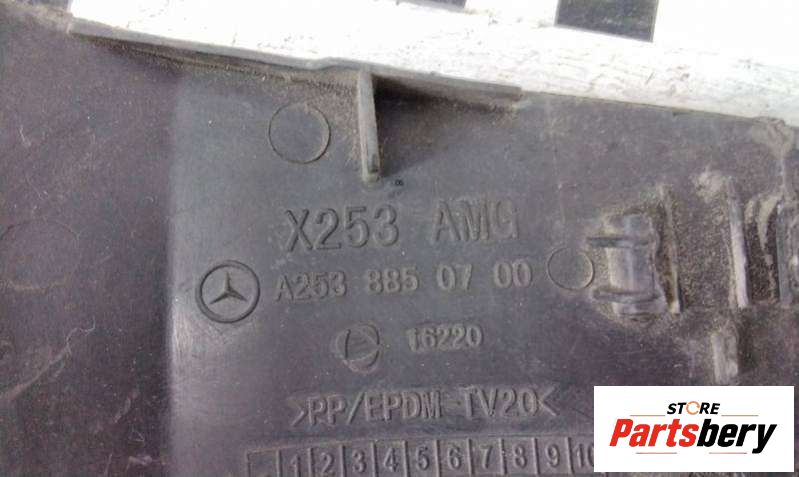 X253 AMG
A253 885 07 00
16220
>PP/EPDM-TV20<
1 2 3 4 5 6 7 8 9 10
STORE
Partsbery